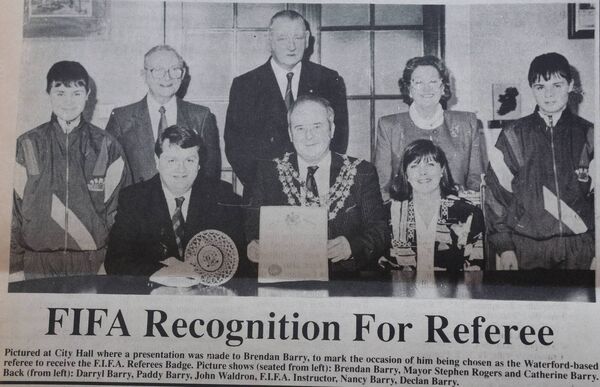 FIFA Recognition For Referee
Pictured at City Hall where a presentation was made to Brendan Barry, to mark the occasion of him being chosen as the Waterford-based
referee to receive the F.I.F.A. Referees Badge. Picture shows (seated from left): Brendan Barry, Mayor Stephen Rogers and Catherine Barry.
Back (from left): Darryl Barry, Paddy Barry, John Waldron, F.I.F.A. Instructor, Nancy Barry, Declan Barry.